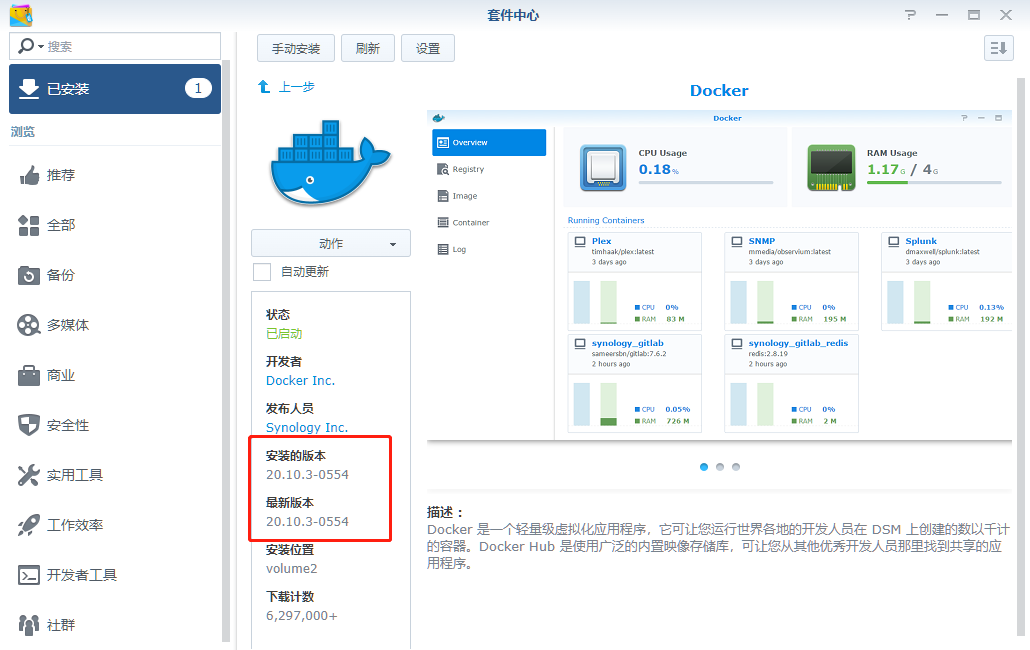 套件中心
搜索
已安装
1
浏览
推荐
全部
备份
多媒体
商业
安全性
实用工具
工作效率
开发者工具
社群
手动安装
刷新
设置
上一步
动作
自动更新
状态
已启动
开发者
Docker Inc.
发布人员
Synology Inc.
安装的版本
20.10.3-0554
最新版本
20.10.3-0554
安装位置
volume2
下载计数
6,297,000+
Docker
Docker
Overview
Registry
Image
Container
Log
CPU Usage
0.18%
RAM Usage
1.17G / 4G
Running Containers
Plex
timhaak/plex:latest
3 days ago
CPU 0%
RAM 83 M
SNMP
mmedia/observium:latest
3 days ago
CPU 0%
RAM 195 M
Splunk
dmaxwell/splunk:latest
3 days ago
CPU 0.13%
RAM 192 M
synology_gitlab
sameersbn/gitlab:7.6.2
2 hours ago
CPU 0.05%
RAM 726 M
synology_gitlab_redis
redis:2.8.19
2 hours ago
CPU 0%
RAM 2 M
描述：
Docker 是一个轻量级虚拟化应用程序，它可让您运行世界各地的开发人员在 DSM 上创建的数以千计
的容器。Docker Hub 是使用广泛的内置映像存储库，可让您从其他优秀开发人员那里找到共享的应
用程序。